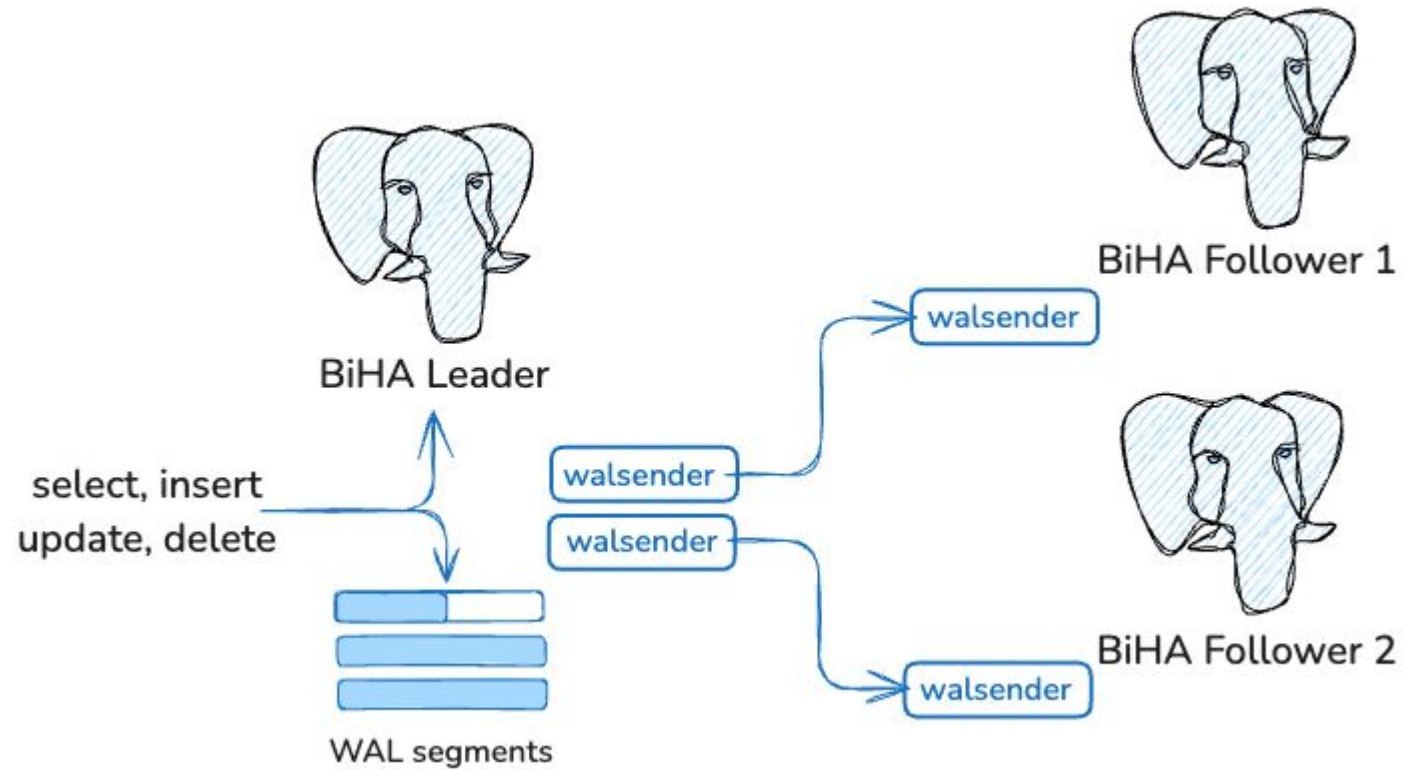 BiHA Follower 1
walsender
BiHA Leader
select, insert
update, delete
walsender
walsender
BiHA Follower 2
walsender
WAL segments